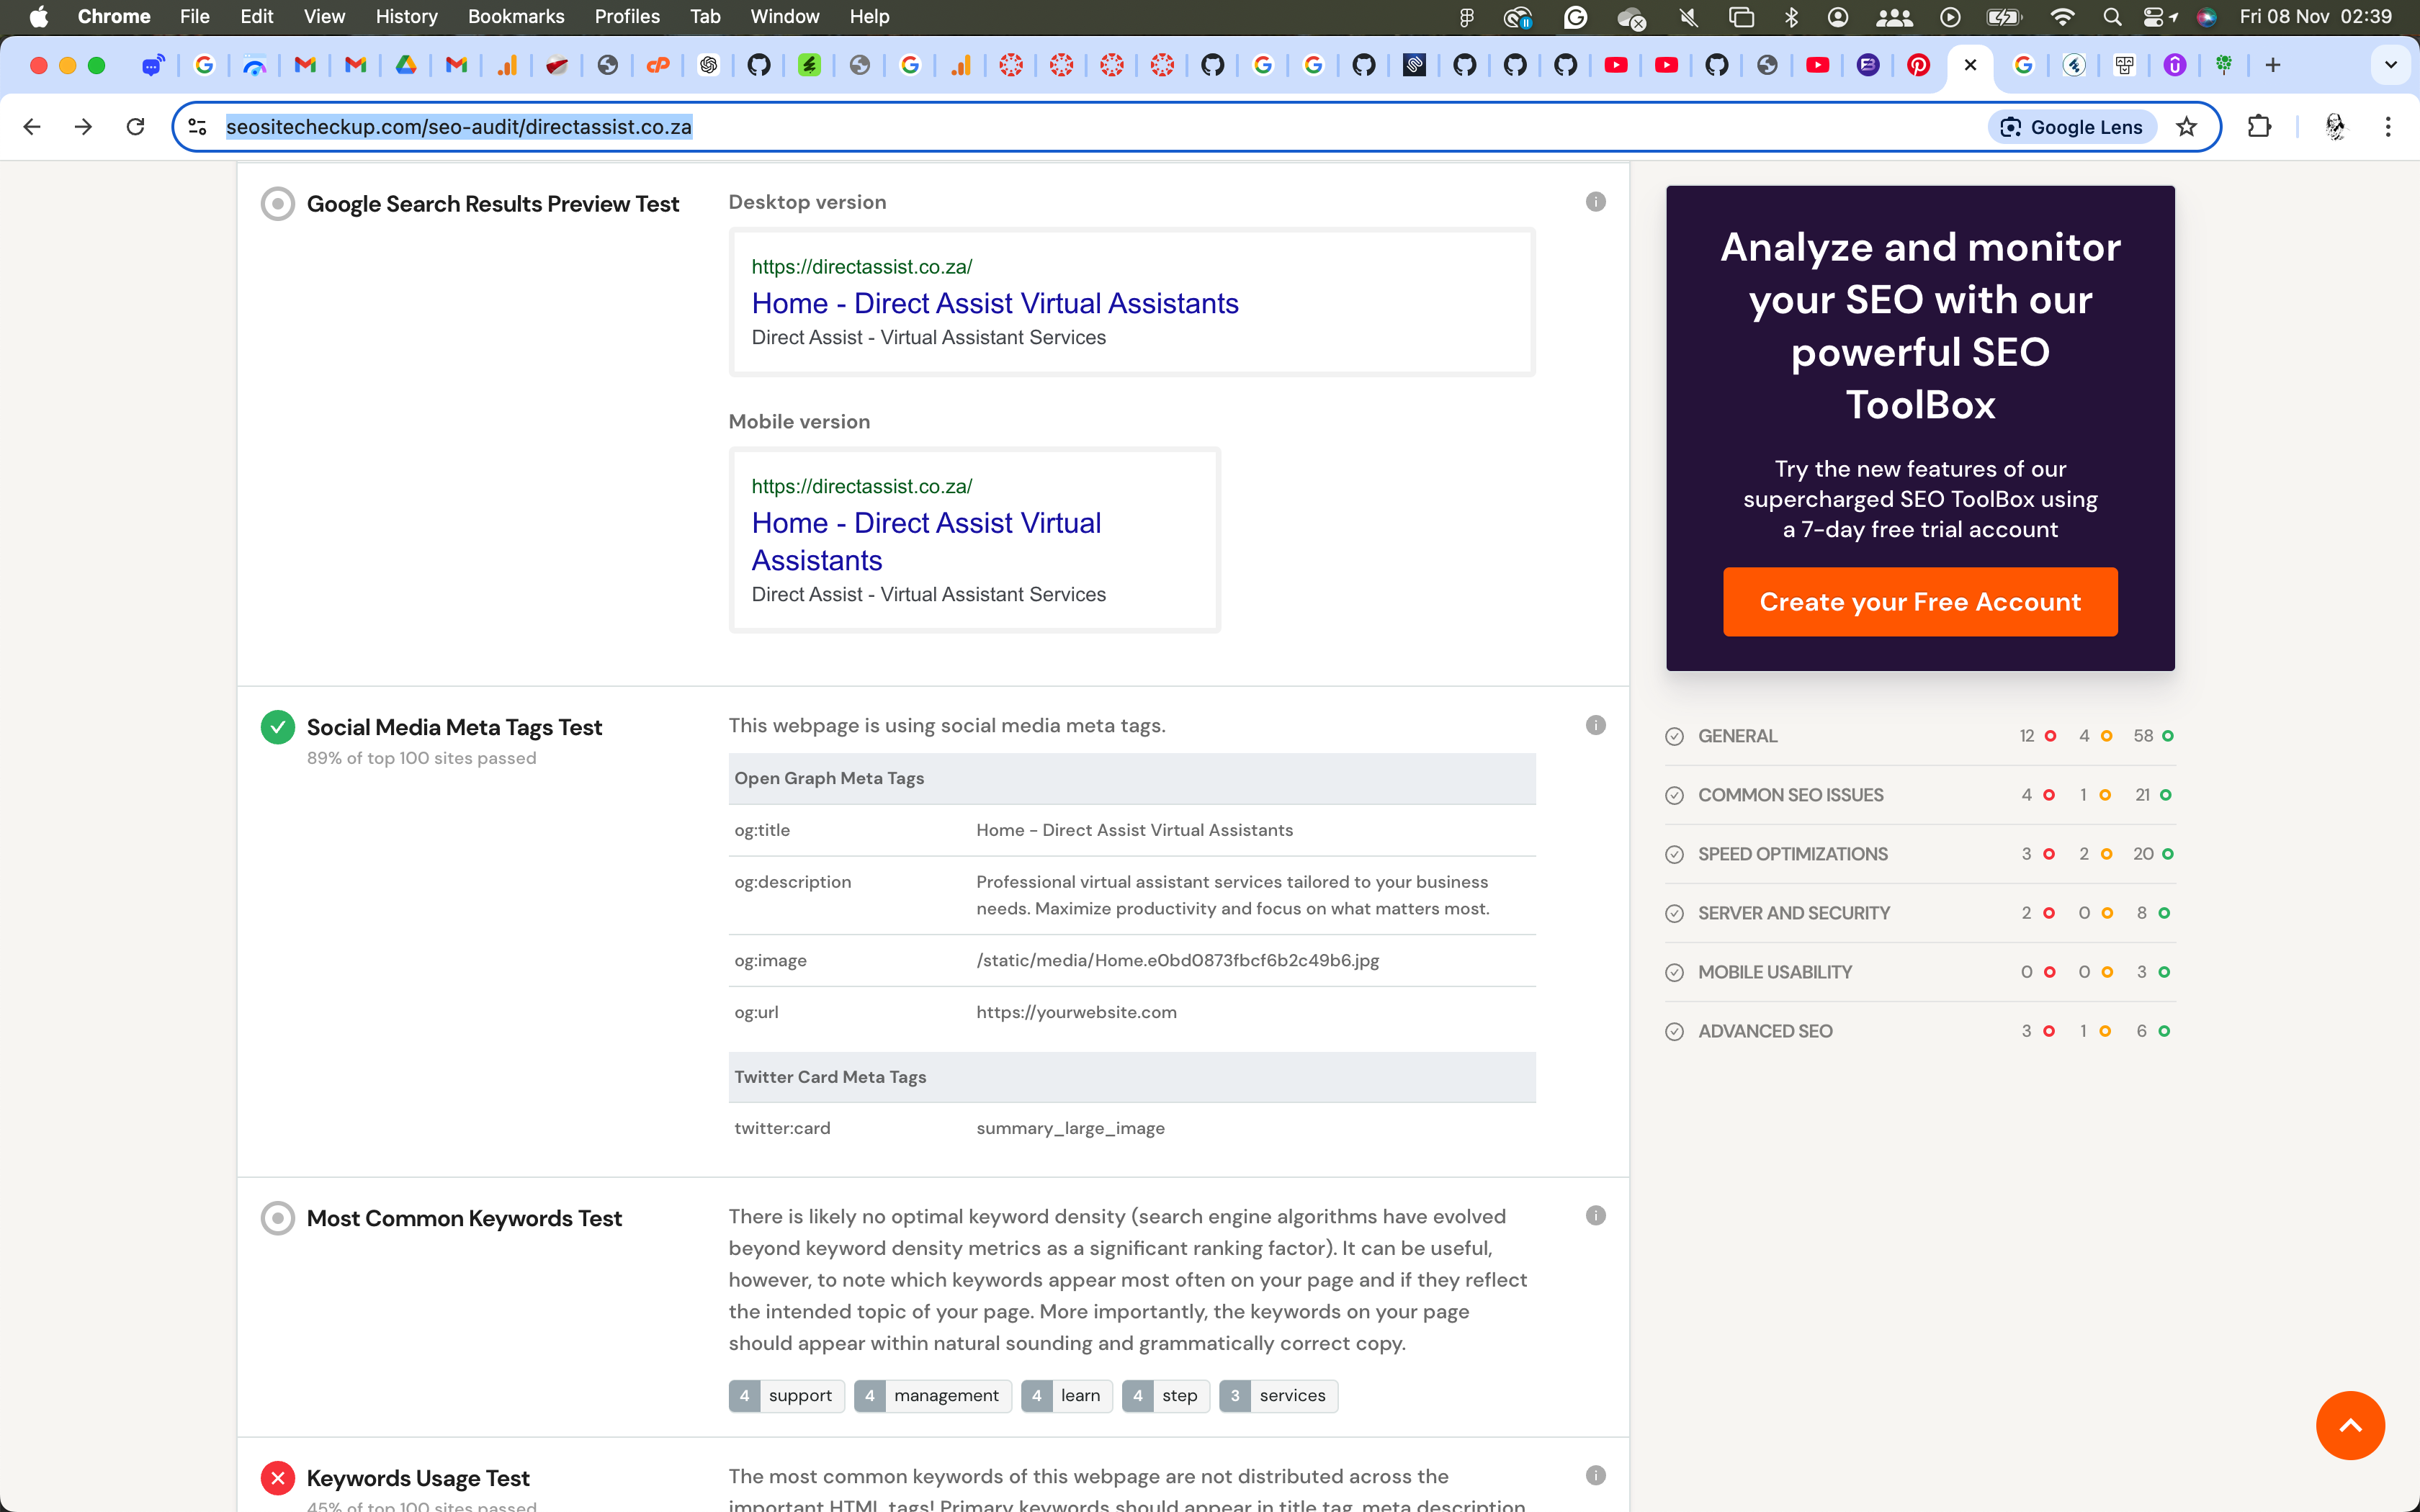 Chrome File Edit View History Bookmarks Profiles Tab Window Help Fri 08 Nov 02:39
seositecheckup.com/seo-audit/directassist.co.za Google Lens
Google Search Results Preview Test
Desktop version
https://directassist.co.za/
Home - Direct Assist Virtual Assistants
Direct Assist - Virtual Assistant Services
Mobile version
https://directassist.co.za/
Home - Direct Assist Virtual
Assistants
Direct Assist - Virtual Assistant Services
Social Media Meta Tags Test
89% of top 100 sites passed
This webpage is using social media meta tags.
Open Graph Meta Tags
og:title Home - Direct Assist Virtual Assistants
og:description Professional virtual assistant services tailored to your business
needs. Maximize productivity and focus on what matters most.
og:image /static/media/Home.e0bd0873fbcf6b2c49b6.jpg
og:url https://yourwebsite.com
Twitter Card Meta Tags
twitter:card summary_large_image
Most Common Keywords Test
There is likely no optimal keyword density (search engine algorithms have evolved
beyond keyword density metrics as a significant ranking factor). It can be useful,
however, to note which keywords appear most often on your page and if they reflect
the intended topic of your page. More importantly, the keywords on your page
should appear within natural sounding and grammatically correct copy.
4 support 4 management 4 learn 4 step 3 services
Keywords Usage Test
45% of top 100 sites passed
The most common keywords of this webpage are not distributed across the
important HTML tags! Primary keywords should appear in title tag, meta description
Analyze and monitor
your SEO with our
powerful SEO
ToolBox
Try the new features of our
supercharged SEO ToolBox using
a 7-day free trial account
Create your Free Account
GENERAL 12 4 58
COMMON SEO ISSUES 4 1 21
SPEED OPTIMIZATIONS 3 2 20
SERVER AND SECURITY 2 0 8
MOBILE USABILITY 0 0 3
ADVANCED SEO 3 1 6